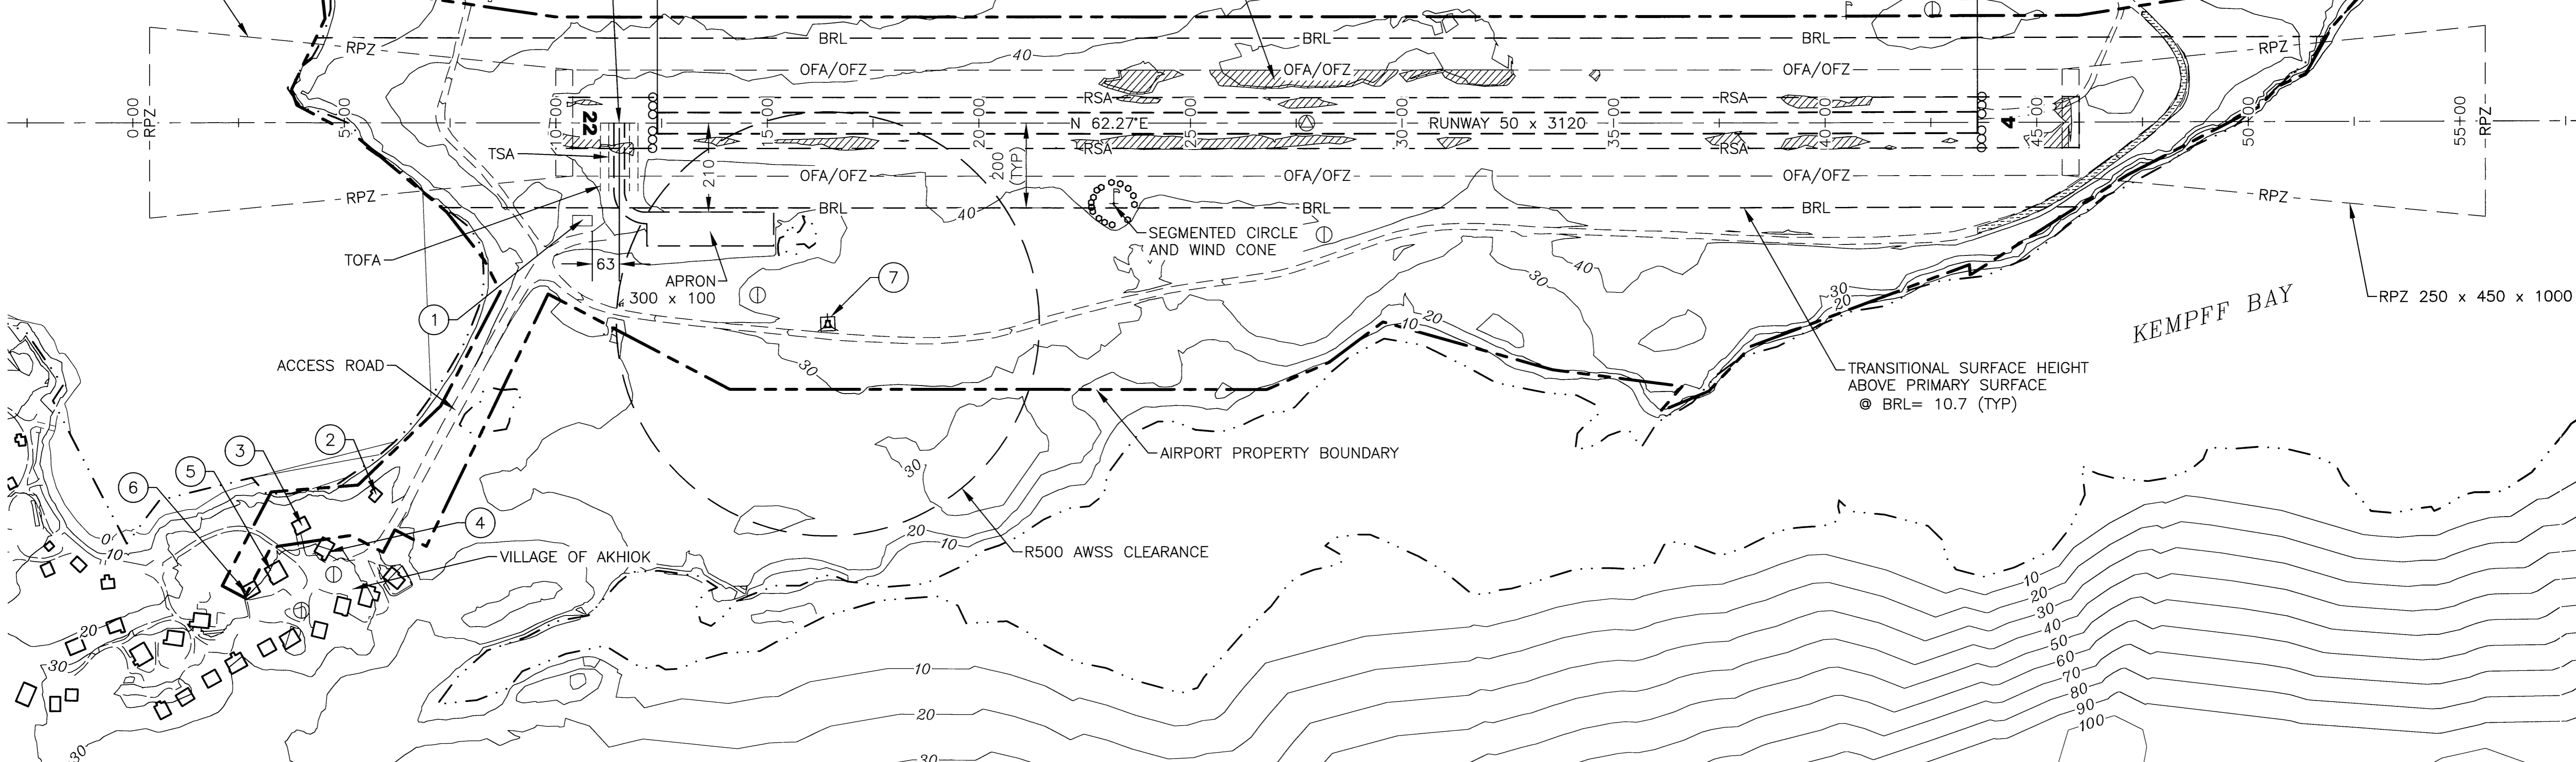 RPZ
BRL
BRL
BRL
RPZ
40
OFA/OFZ
OFA/OFZ
OFA/OFZ
RSA
RSA
0+00
RPZ
5+00
10+00
22
15+00
20+00
N 62.27'E
25+00
30+00
RUNWAY 50 x 3120
35+00
40+00
4
45+00
50+00
55+00
RPZ
TSA
RSA
RSA
210
200
(TYP)
OFA/OFZ
OFA/OFZ
OFA/OFZ
RPZ
RPZ
BRL
40
BRL
BRL
SEGMENTED CIRCLE
AND WIND CONE
TOFA
63
APRON
300 x 100
7
30
40
30
20
RPZ 250 x 450 x 1000
KEMPFF BAY
1
20
10
ACCESS ROAD
30
TRANSITIONAL SURFACE HEIGHT
ABOVE PRIMARY SURFACE
@ BRL= 10.7 (TYP)
AIRPORT PROPERTY BOUNDARY
2
3
5
6
30
4
20
10
0
10
R500 AWSS CLEARANCE
VILLAGE OF AKHIOK
10
20
30
40
50
60
70
80
90
100
20
30
10
20
30
30